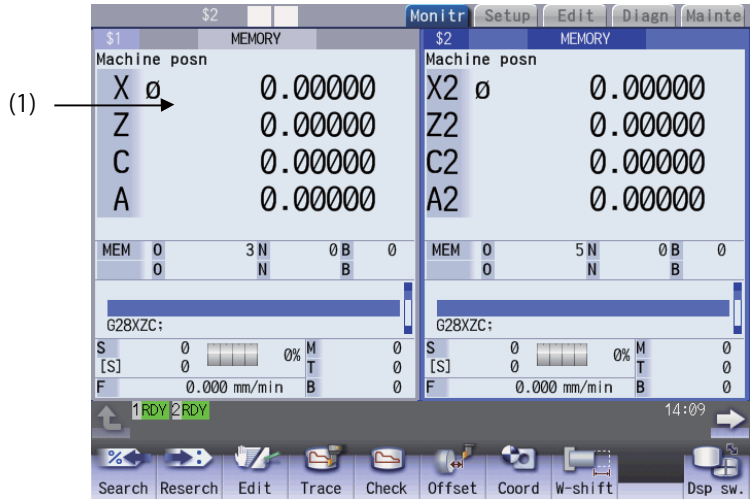 $2 Monitr Setup Edit Diagn Mainte
$1 MEMORY $2 MEMORY
Machine posn Machine posn
X ø 0.00000 X2 ø 0.00000
(1)
Z 0.00000 Z2 0.00000
C 0.00000 C2 0.00000
A 0.00000 A2 0.00000
MEM O 3 N 0 B 0 MEM O 5 N 0 B 0
O N B O N B
G28XZC; G28XZC;
S 0 0% M 0 S 0 0% M 0
[S] 0 T 0 [S] 0 T 0
F 0.000 mm/min B 0 F 0.000 mm/min B 0
1 RDY 2 RDY 14:09
Search Reserch Edit Trace Check Offset Coord W-shift Dsp sw.